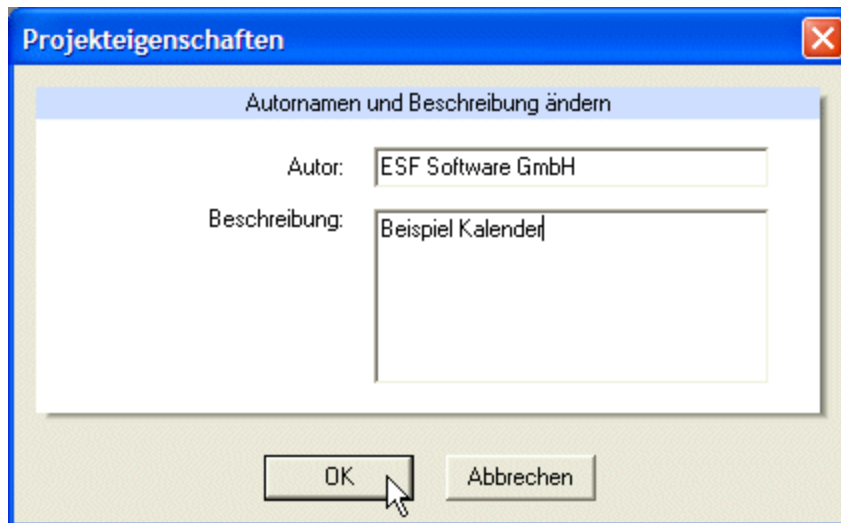 Projekteigenschaften
Autornamen und Beschreibung ändern
Autor: ESF Software GmbH
Beschreibung: Beispiel Kalender
OK Abbrechen